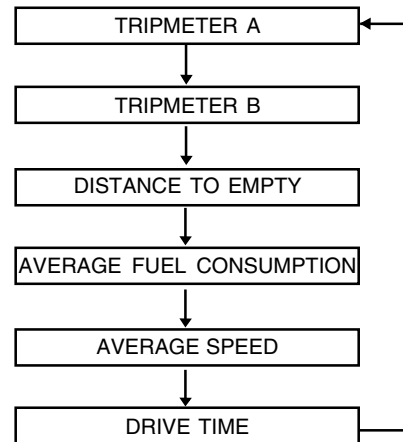 TRIPMETER A
TRIPMETER B
DISTANCE TO EMPTY
AVERAGE FUEL CONSUMPTION
AVERAGE SPEED
DRIVE TIME